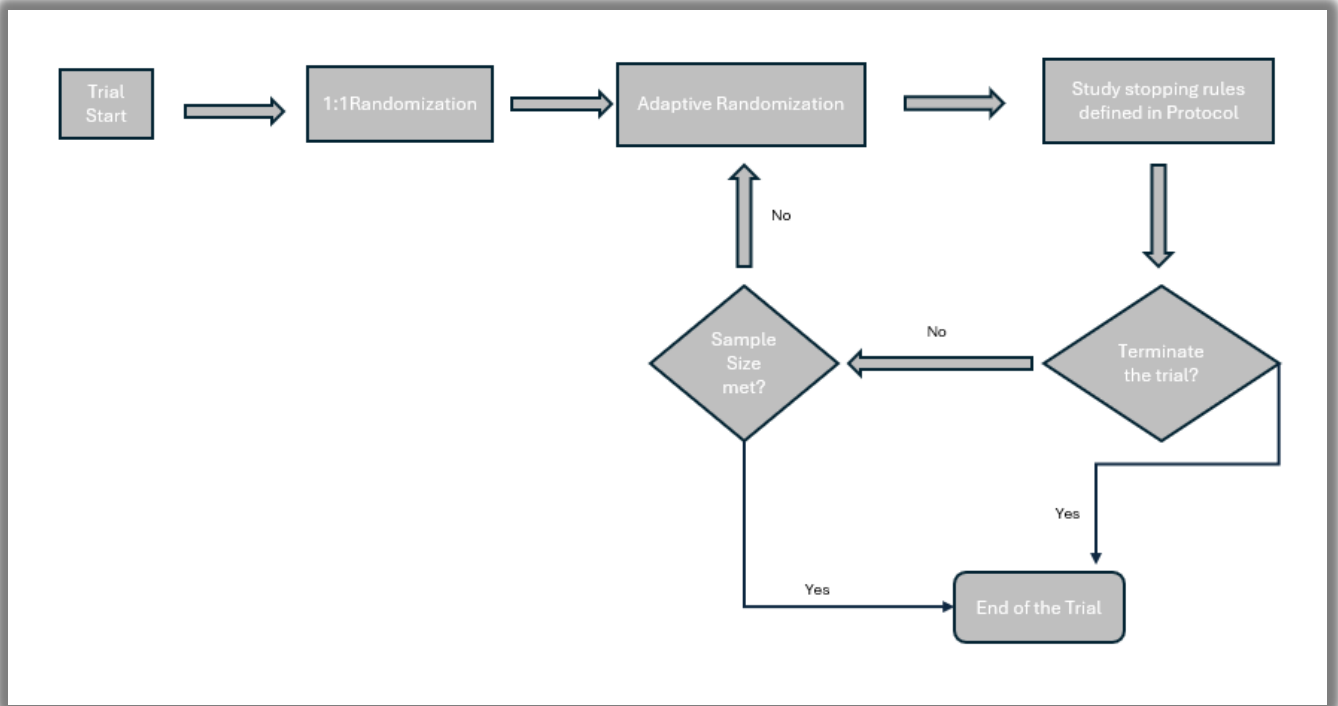 Trial
Start
1:1Randomization
Adaptive Randomization
Study stopping rules
defined in Protocol
No
Sample
Size
met?
No
Terminate
the trial?
Yes
Yes
End of the Trial